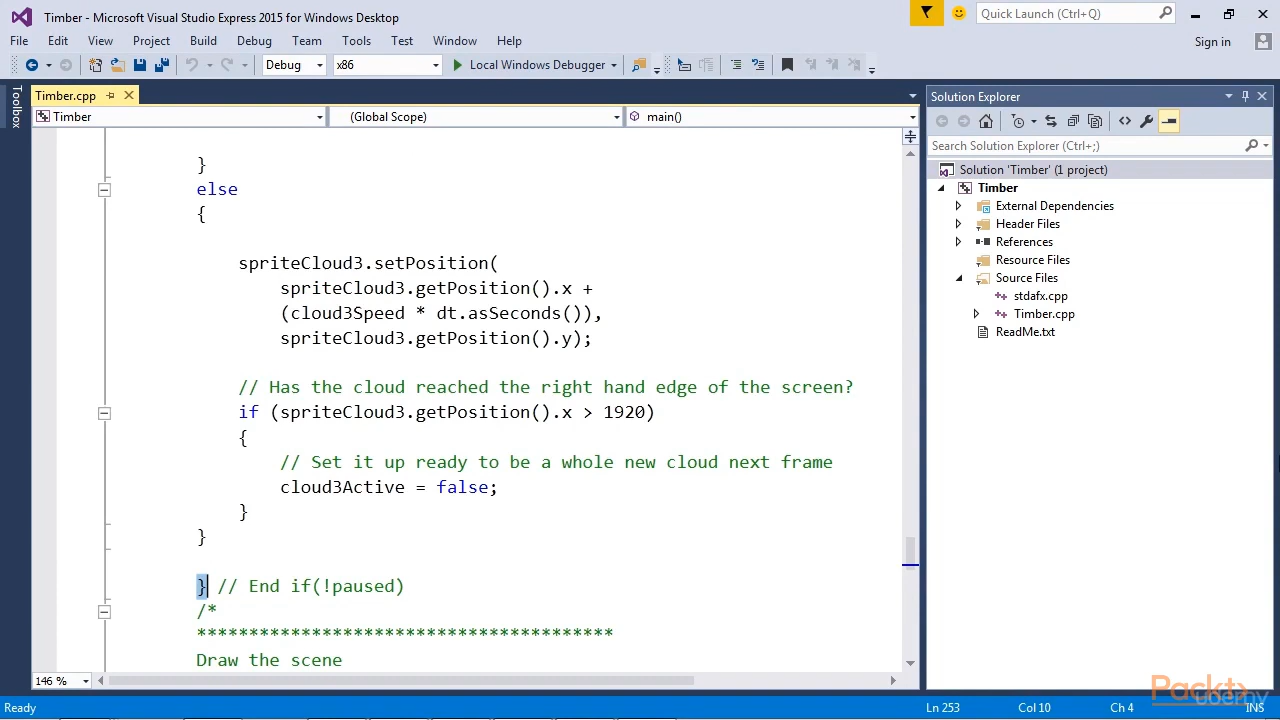 Timber - Microsoft Visual Studio Express 2015 for Windows Desktop
Quick Launch (Ctrl+Q)
File Edit View Project Build Debug Team Tools Test Window Help
Sign in
Debug x86 Local Windows Debugger
Toolbox
Timber.cpp
Timber (Global Scope) main()
}
else
{
spriteCloud3.setPosition(
spriteCloud3.getPosition().x +
(cloud3Speed * dt.asSeconds()),
spriteCloud3.getPosition().y);
// Has the cloud reached the right hand edge of the screen?
if (spriteCloud3.getPosition().x > 1920)
{
// Set it up ready to be a whole new cloud next frame
cloud3Active = false;
}
}
} // End if(!paused)
/*
****************************************
Draw the scene
146 %
Solution Explorer
Search Solution Explorer (Ctrl+;)
Solution 'Timber' (1 project)
Timber
External Dependencies
Header Files
References
Resource Files
Source Files
stdafx.cpp
Timber.cpp
ReadMe.txt
Packt
udemy
Ready Ln 253 Col 10 Ch 4 INS